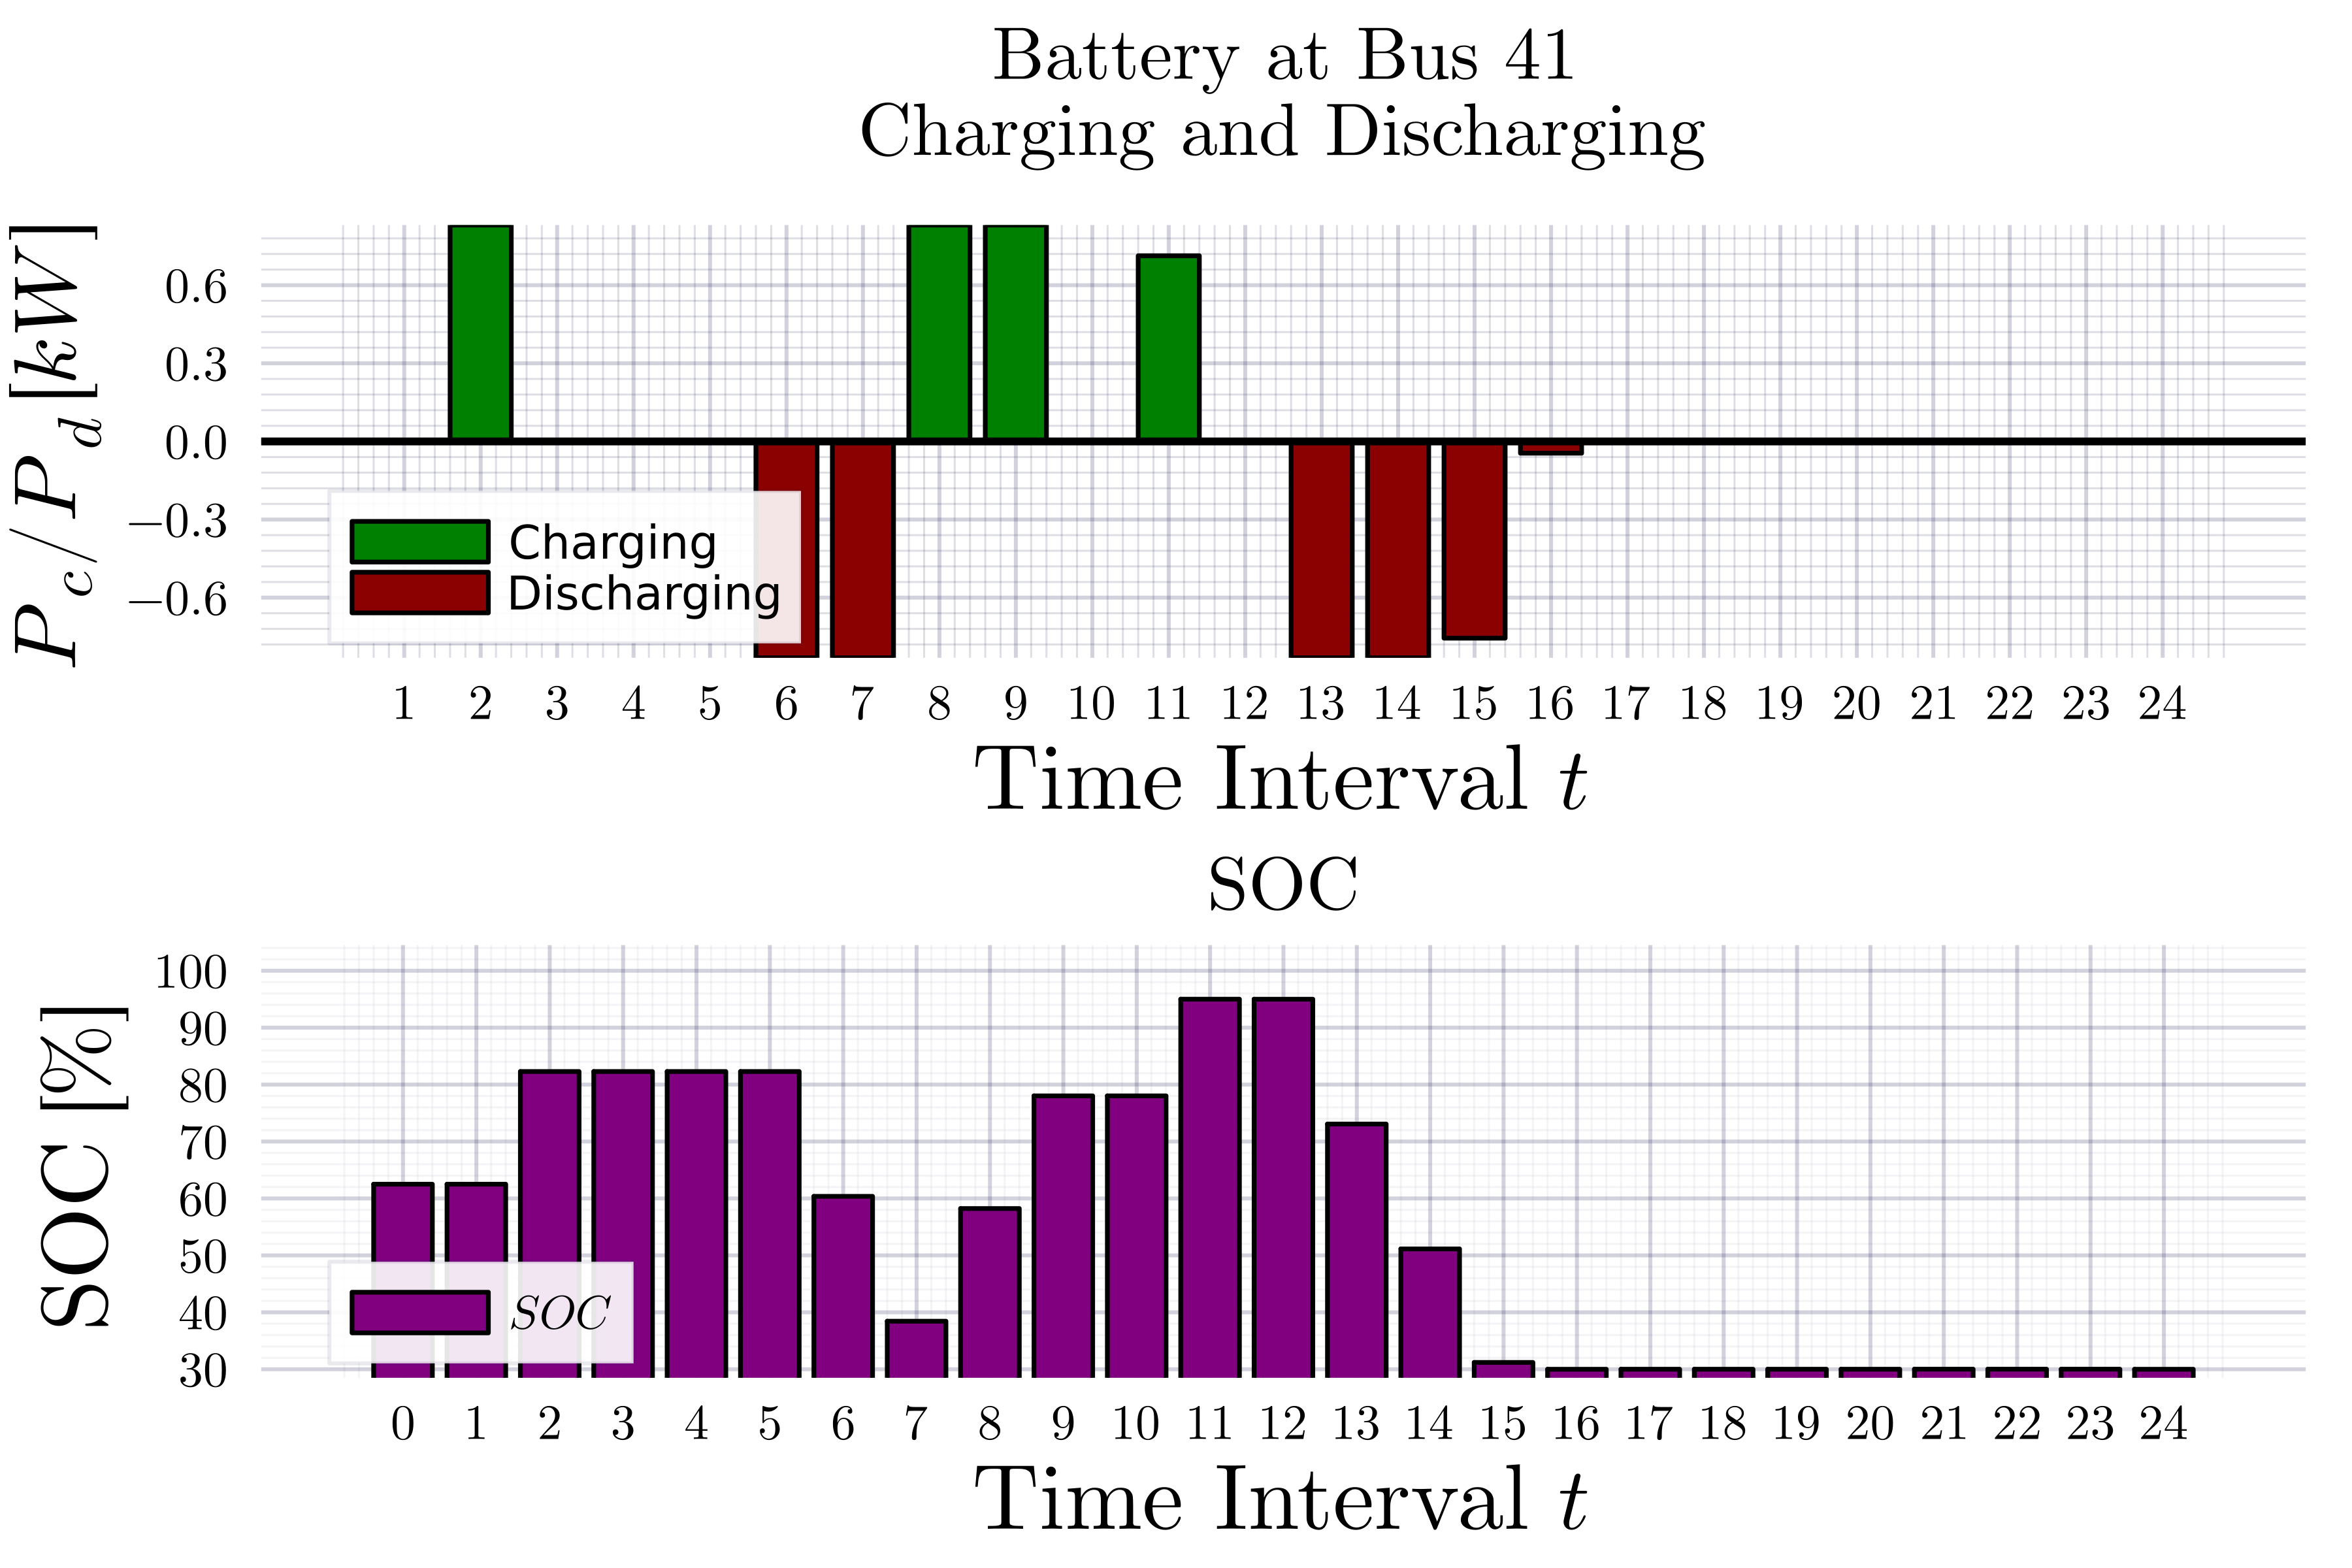 Battery at Bus 41
Charging and Discharging
P_c/P_d [kW]
0.6
0.3
0.0
−0.3
−0.6
Charging
Discharging
1 2 3 4 5 6 7 8 9 10 11 12 13 14 15 16 17 18 19 20 21 22 23 24
Time Interval t
SOC
SOC [%]
100
90
80
70
60
50
40
30
SOC
0 1 2 3 4 5 6 7 8 9 10 11 12 13 14 15 16 17 18 19 20 21 22 23 24
Time Interval t